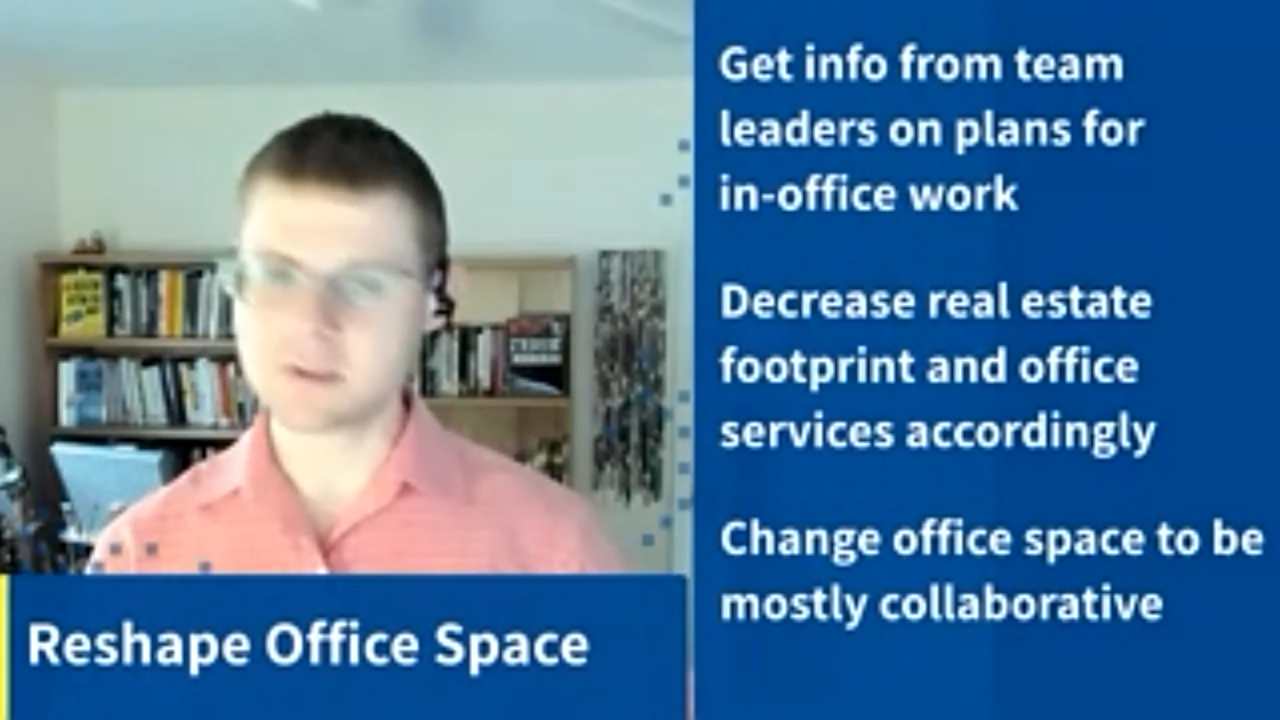 Get info from team
leaders on plans for
in-office work
Decrease real estate
footprint and office
services accordingly
Change office space to be
mostly collaborative
Reshape Office Space